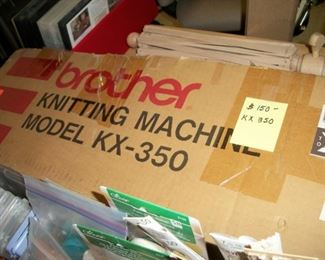 brother
KNITTING MACHINE
MODEL KX-350
$150-
KX 350